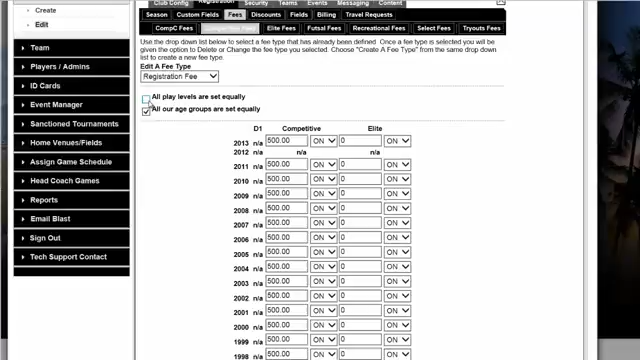 Create
Edit
Team
Players / Admins
ID Cards
Event Manager
Sanctioned Tournaments
Home Venues/Fields
Assign Game Schedule
Head Coach Games
Reports
Email Blast
Sign Out
Tech Support Contact
Club Config Registration Security Teams Events Messaging Content
Season Custom Fields Fees Discounts Fields Billing Travel Requests
CompC Fees Competitive Fees Elite Fees Futsal Fees Recreational Fees Select Fees Tryouts Fees
Use the drop down list below to select a fee type that has already been defined. Once a fee type is selected you will be
given the option to Delete or Change the fee type you selected. Choose "Create A Fee Type" from the same drop
down list to create a new fee type.
Edit A Fee Type
Registration Fee
All play levels are set equally
All our age groups are set equally
D1 Competitive Elite
2013 n/a 500.00 ON 0 ON
2012 n/a n/a n/a
2011 n/a 500.00 ON 0 ON
2010 n/a 500.00 ON 0 ON
2009 n/a 500.00 ON 0 ON
2008 n/a 500.00 ON 0 ON
2007 n/a 500.00 ON 0 ON
2006 n/a 500.00 ON 0 ON
2005 n/a 500.00 ON 0 ON
2004 n/a 500.00 ON 0 ON
2003 n/a 500.00 ON 0 ON
2002 n/a 500.00 ON 0 ON
2001 n/a 500.00 ON 0 ON
2000 n/a 500.00 ON 0 ON
1999 n/a 500.00 ON 0 ON
1998 n/a 500.00 ON 0 ON